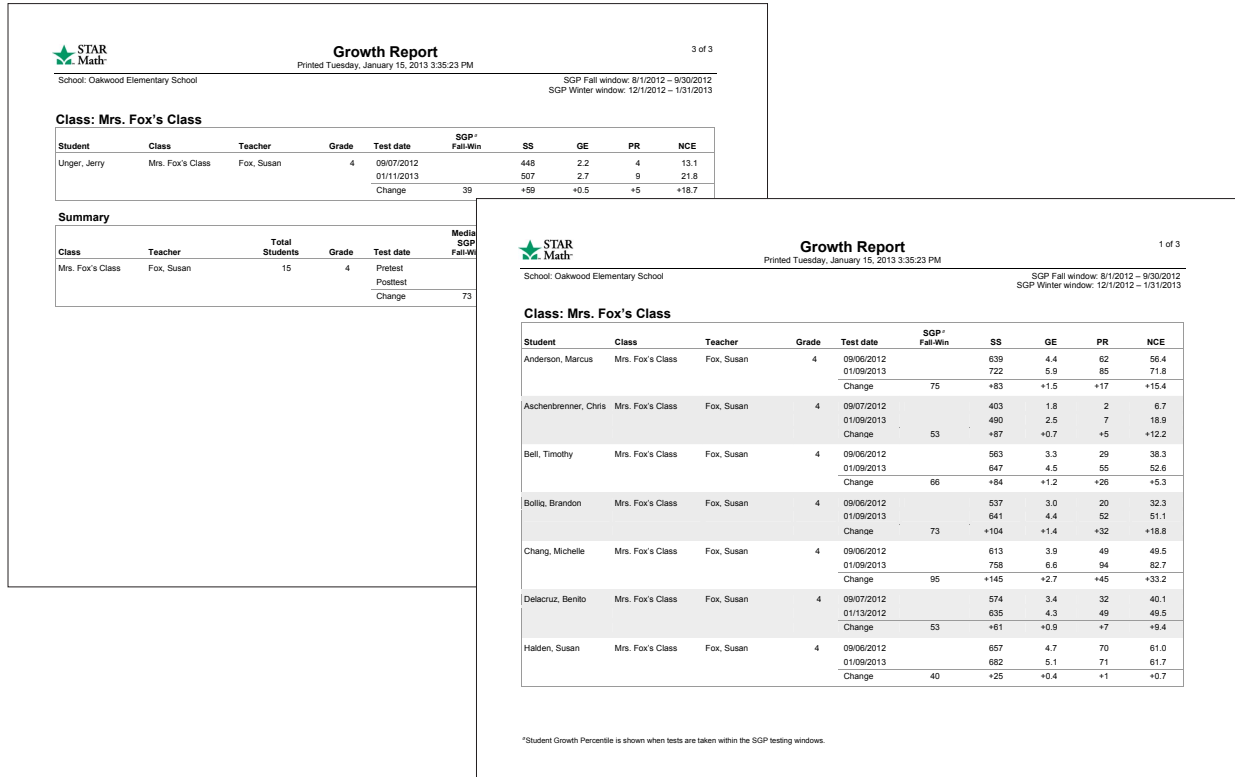 STAR Math™
Growth Report
3 of 3
Printed Tuesday, January 15, 2013 3:35:23 PM
School: Oakwood Elementary School SGP Fall window: 8/1/2012 – 9/30/2012
SGP Winter window: 12/1/2012 – 1/31/2013
Class: Mrs. Fox's Class
Student Class Teacher Grade Test date SGP a Fall-Win SS GE PR NCE
Unger, Jerry Mrs. Fox's Class Fox, Susan 4 09/07/2012 448 2.2 4 13.1
01/11/2013 507 2.7 9 21.8
Change 39 +59 +0.5 +5 +18.7
Summary
Class Teacher Total Students Grade Test date
Mrs. Fox's Class Fox, Susan 15 4 Pretest
Posttest
Change 73
STAR Math™
Growth Report
1 of 3
Printed Tuesday, January 15, 2013 3:35:23 PM
School: Oakwood Elementary School SGP Fall window: 8/1/2012 – 9/30/2012
SGP Winter window: 12/1/2012 – 1/31/2013
Class: Mrs. Fox's Class
Student Class Teacher Grade Test date SGP a Fall-Win SS GE PR NCE
Anderson, Marcus Mrs. Fox's Class Fox, Susan 4 09/06/2012 639 4.4 62 56.4
01/09/2013 722 5.9 85 71.8
Change 75 +83 +1.5 +17 +15.4
Aschenbrenner, Chris Mrs. Fox's Class Fox, Susan 4 09/07/2012 403 1.8 2 6.7
01/09/2013 490 2.5 7 18.9
Change 53 +87 +0.7 +5 +12.2
Bell, Timothy Mrs. Fox's Class Fox, Susan 4 09/06/2012 563 3.3 29 38.3
01/09/2013 647 4.5 55 52.6
Change 66 +84 +1.2 +26 +5.3
Bollig, Brandon Mrs. Fox's Class Fox, Susan 4 09/06/2012 537 3.0 20 32.3
01/09/2013 641 4.4 52 51.1
Change 73 +104 +1.4 +32 +18.8
Chang, Michelle Mrs. Fox's Class Fox, Susan 4 09/06/2012 613 3.9 49 49.5
01/09/2013 758 6.6 94 82.7
Change 95 +145 +2.7 +45 +33.2
Delacruz, Benito Mrs. Fox's Class Fox, Susan 4 09/07/2012 574 3.4 32 40.1
01/13/2012 635 4.3 49 49.5
Change 53 +61 +0.9 +7 +9.4
Halden, Susan Mrs. Fox's Class Fox, Susan 4 09/06/2012 657 4.7 70 61.0
01/09/2013 682 5.1 71 61.7
Change 40 +25 +0.4 +1 +0.7
a Student Growth Percentile is shown when tests are taken within the SGP testing windows.